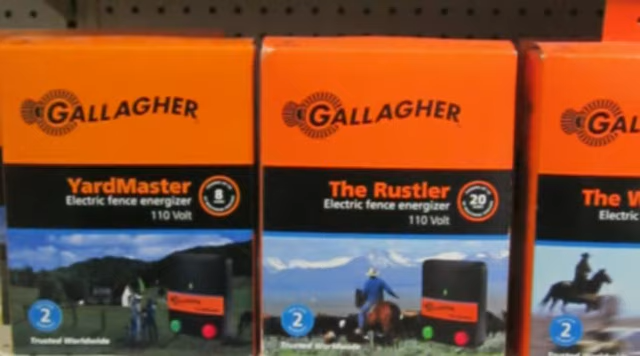 GALLAGHER
YardMaster
Electric fence energizer
110 Volt
8
GALLAGHER
2
Trusted Worldwide
GALLAGHER
The Rustler
Electric fence energizer
110 Volt
20
2
Trusted Worldwide
GAL
The W
Electric
2